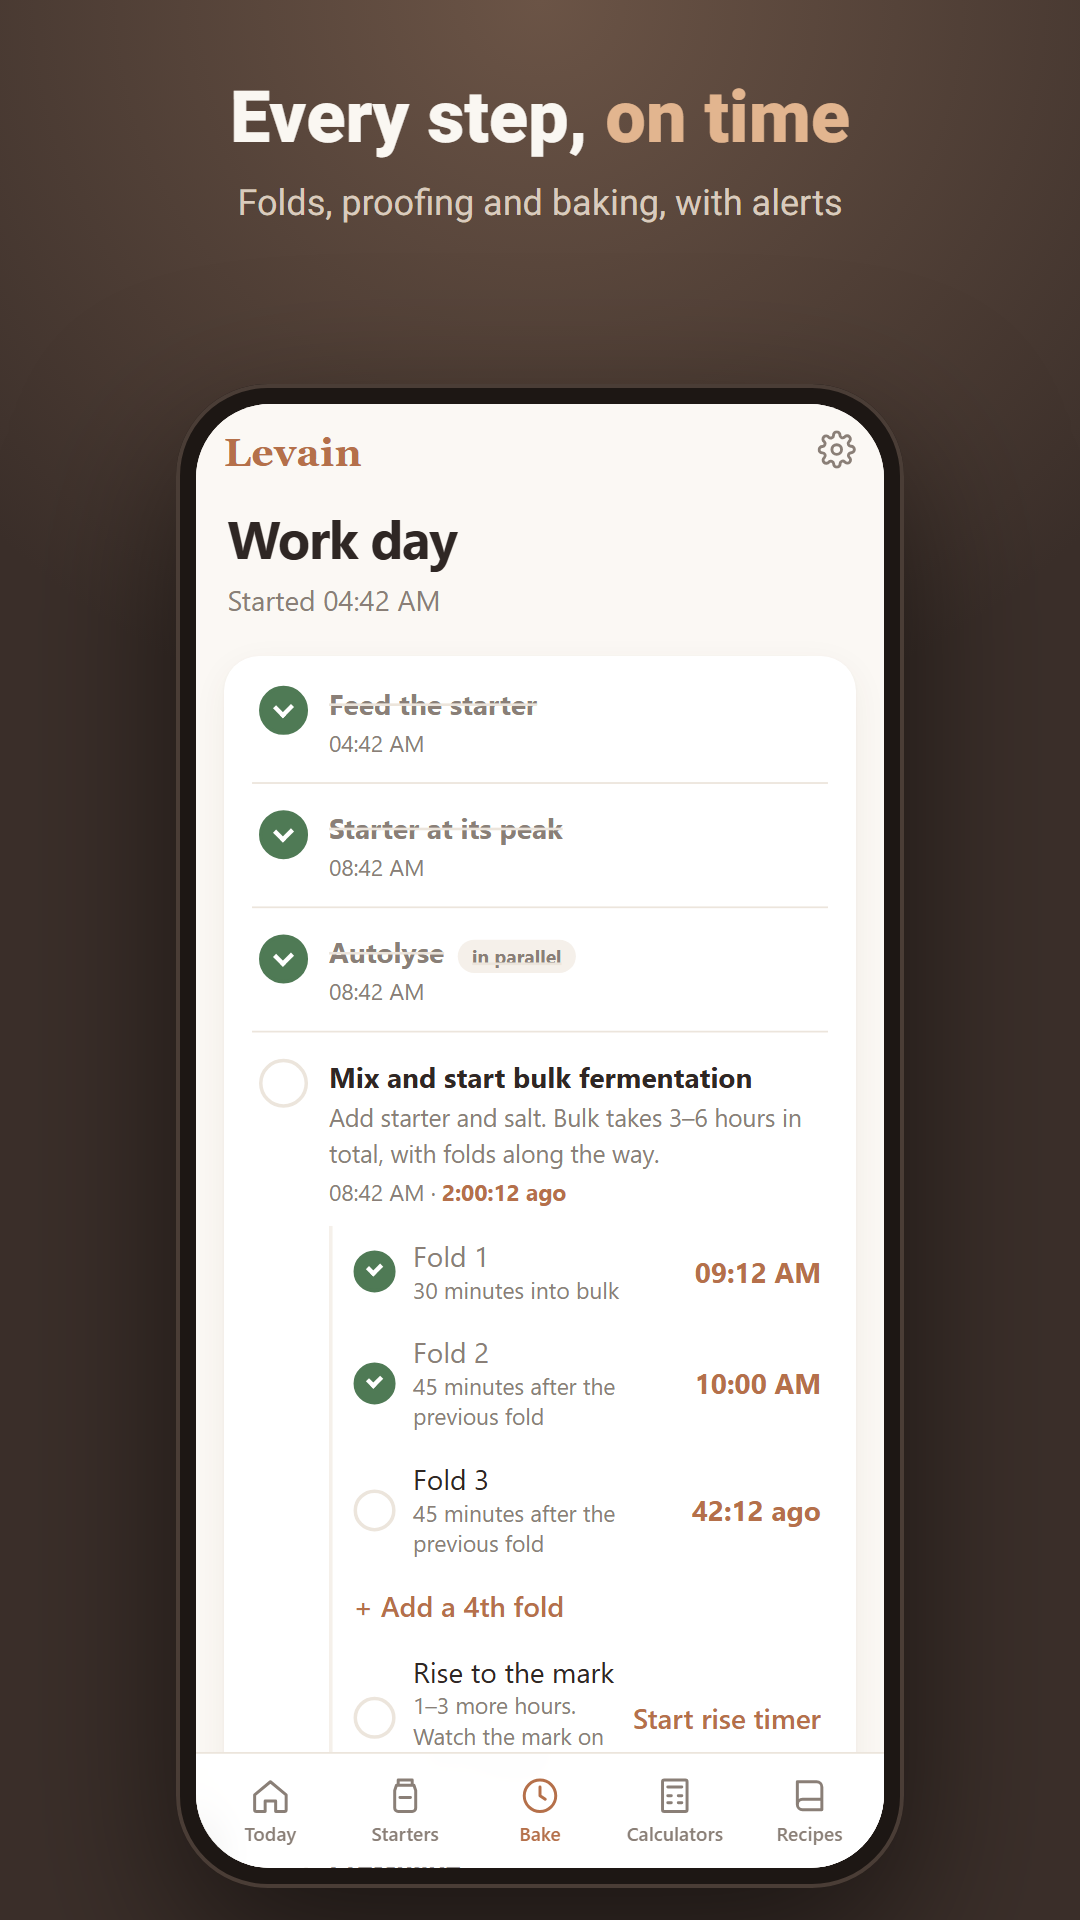 Every step, on time
Folds, proofing and baking, with alerts
Levain
Work day
Started 04:42 AM
Feed the starter
04:42 AM
Starter at its peak
08:42 AM
Autolyse in parallel
08:42 AM
Mix and start bulk fermentation
Add starter and salt. Bulk takes 3–6 hours in
total, with folds along the way.
08:42 AM · 2:00:12 ago
Fold 1
30 minutes into bulk
09:12 AM
Fold 2
45 minutes after the
previous fold
10:00 AM
Fold 3
45 minutes after the
previous fold
42:12 ago
+ Add a 4th fold
Rise to the mark
1–3 more hours.
Watch the mark on
Start rise timer
Today
Starters
Bake
Calculators
Recipes